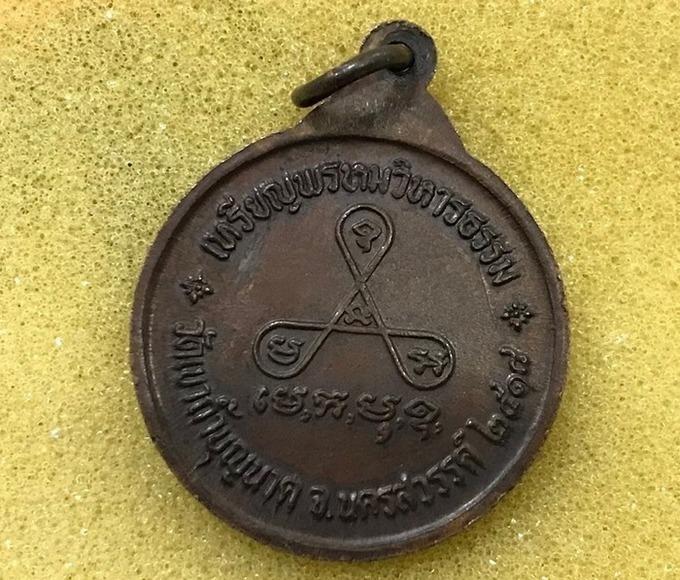 เหรียญพรหมวิหารธรรม
เม,ก,มุ,อุ,
วัดเขาถ้ำบุญนาค จ.นครสวรรค์ ๒๕๑๘